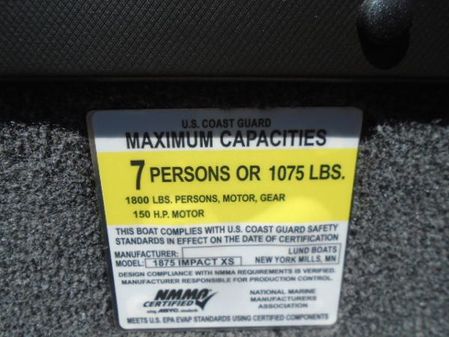 U.S. COAST GUARD
MAXIMUM CAPACITIES
7 PERSONS OR 1075 LBS.
1800 LBS. PERSONS, MOTOR, GEAR
150 H.P. MOTOR
THIS BOAT COMPLIES WITH U.S. COAST GUARD SAFETY
STANDARDS IN EFFECT ON THE DATE OF CERTIFICATION
MANUFACTURER: LUND BOATS
MODEL: 1875 IMPACT XS NEW YORK MILLS, MN
DESIGN COMPLIANCE WITH NMMA REQUIREMENTS IS VERIFIED.
MANUFACTURER RESPONSIBLE FOR PRODUCTION CONTROL.
NMMA
CERTIFIED
using ABYC standards
NATIONAL MARINE
MANUFACTURERS
ASSOCIATION
MEETS U.S. EPA EVAP STANDARDS USING CERTIFIED COMPONENTS